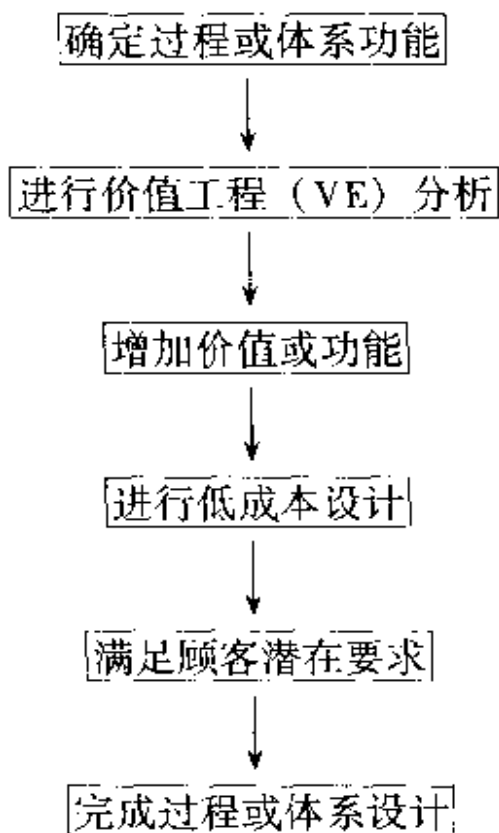 确定过程或体系功能
进行价值工程（VE）分析
增加价值或功能
进行低成本设计
满足顾客潜在要求
完成过程或体系设计